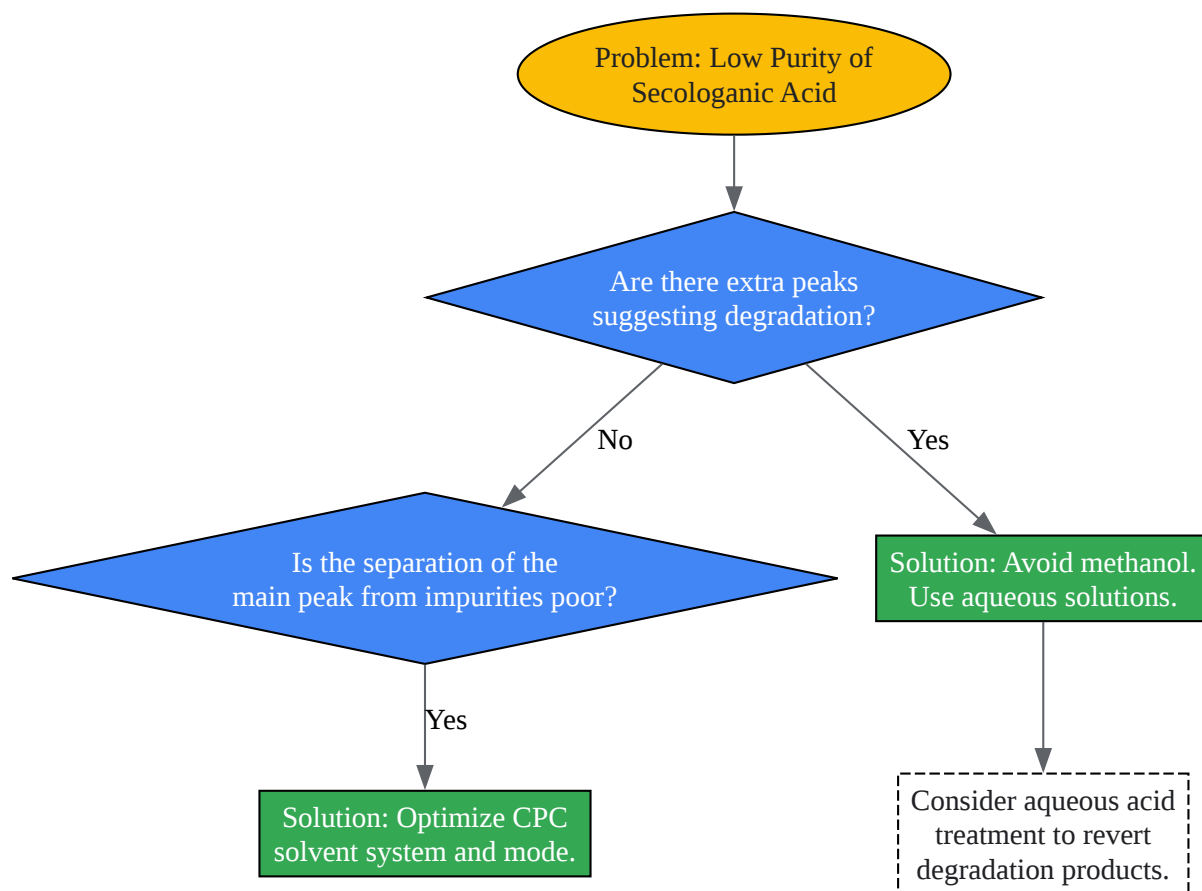 Problem: Low Purity of
Secologanic Acid
Are there extra peaks
suggesting degradation?
No
Yes
Is the separation of the
main peak from impurities poor?
Solution: Avoid methanol.
Use aqueous solutions.
Yes
Solution: Optimize CPC
solvent system and mode.
Consider aqueous acid
treatment to revert
degradation products.